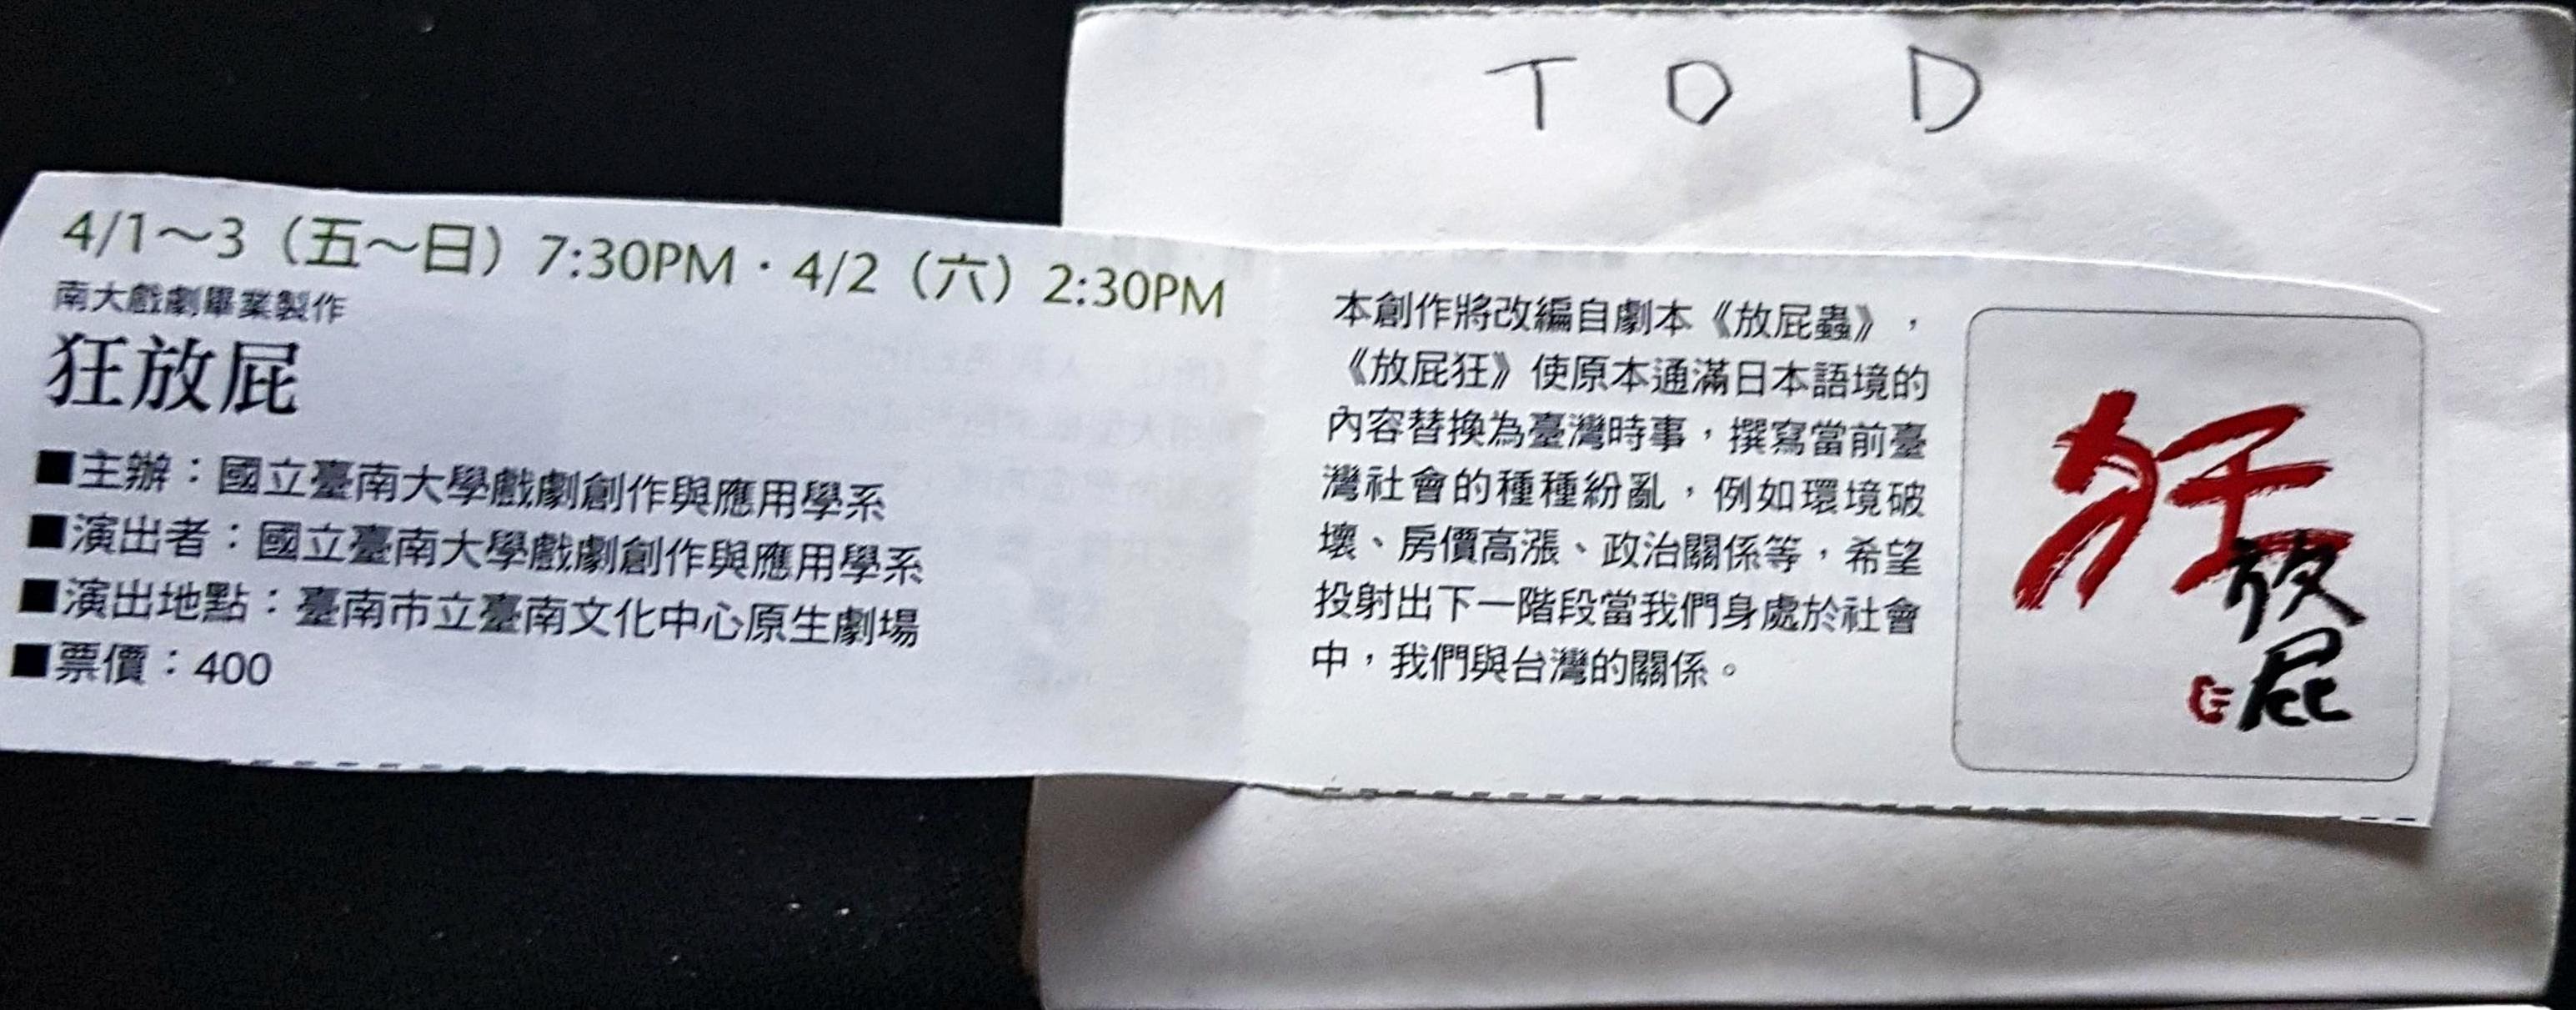 T O D
4/1～3（五～日）7:30PM．4/2（六）2:30PM
南大戲劇畢業製作
狂放屁
■主辦：國立臺南大學戲劇創作與應用學系
■演出者：國立臺南大學戲劇創作與應用學系
■演出地點：臺南市立臺南文化中心原生劇場
■票價：400
本創作將改編自劇本《放屁蟲》，
《放屁狂》使原本通滿日本語境的
內容替換為臺灣時事，撰寫當前臺
灣社會的種種紛亂，例如環境破
壞、房價高漲、政治關係等，希望
投射出下一階段當我們身處於社會
中，我們與台灣的關係。
狂
放
屁